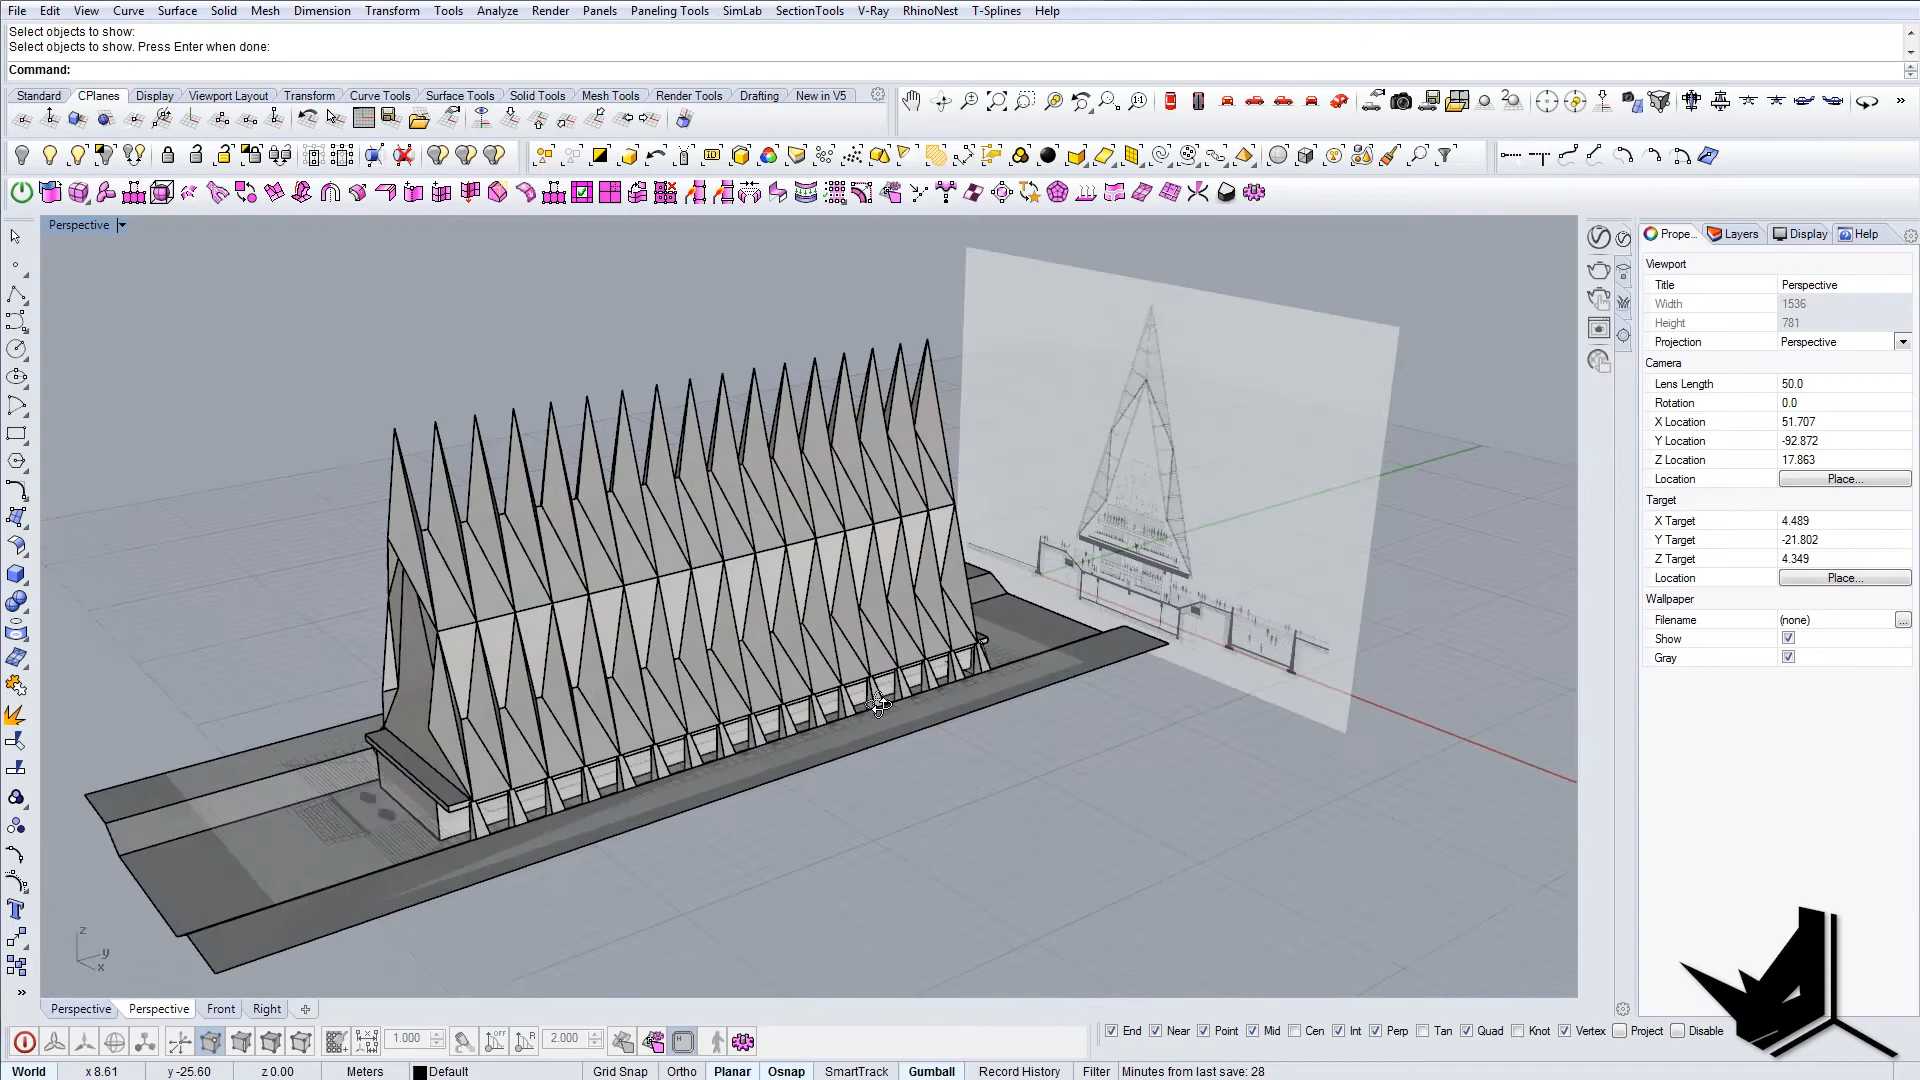 File Edit View Curve Surface Solid Mesh Dimension Transform Tools Analyze Render Panels Paneling Tools SimLab SectionTools V-Ray RhinoNest T-Splines Help
Select objects to show:
Select objects to show. Press Enter when done:
Command:
Standard CPlanes Display Viewport Layout Transform Curve Tools Surface Tools Solid Tools Mesh Tools Render Tools Drafting New in V5
Perspective
Prope... Layers Display Help
Viewport
Title Perspective
Width 1536
Height 781
Projection Perspective
Camera
Lens Length 50.0
Rotation 0.0
X Location 51.707
Y Location -92.872
Z Location 17.863
Location Place...
Target
X Target 4.489
Y Target -21.802
Z Target 4.349
Location Place...
Wallpaper
Filename (none) ...
Show
Gray
z
y
x
Perspective Perspective Front Right
1.000 2.000
End Near Point Mid Cen Int Perp Tan Quad Knot Vertex Project Disable
World x 8.61 y -25.60 z 0.00 Meters Default Grid Snap Ortho Planar Osnap SmartTrack Gumball Record History Filter Minutes from last save: 28